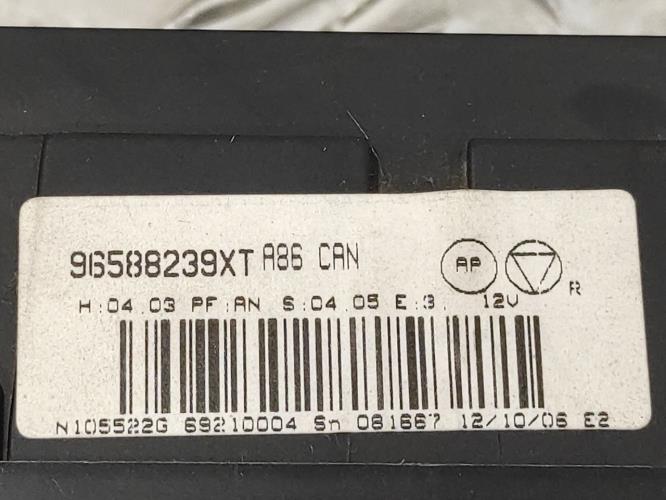 96588239XT A86 CAN
AP
R
H:04.03 PF:AN S:04.05 E:3. 12V
N105522G 69210004 Sn 081667 12/10/06 E2